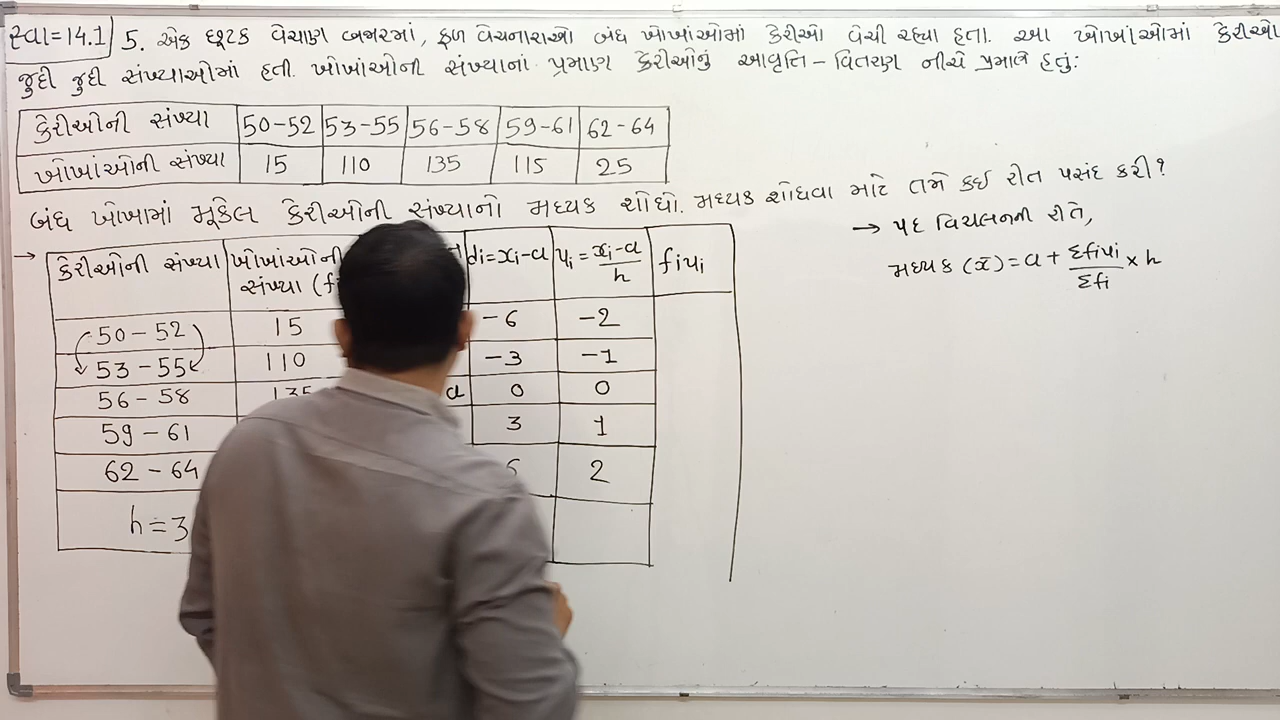 સ્વા=14.1 5. એક છૂટક વેચાણ બજારમાં, ફળ વેચનારાઓ બંધ ખોખાંઓમાં કેરીઓ વેચી રહ્યા હતા. આ ખોખાંઓમાં કેરીઓ
જુદી જુદી સંખ્યાઓમાં હતી. ખોખાંઓની સંખ્યાનાં પ્રમાણ કેરીઓનું આવૃત્તિ-વિતરણ નીચે પ્રમાણે હતું:
કેરીઓની સંખ્યા 50-52 53-55 56-58 59-61 62-64
ખોખાંઓની સંખ્યા 15 110 135 115 25
બંધ ખોખામાં મૂકેલ કેરીઓની સંખ્યાનો મધ્યક શોધો. મધ્યક શોધવા માટે તમે કઈ રીત પસંદ કરી?
→ પદ વિચલનની રીતે,
મધ્યક (x̄) = a + Σfiui/Σfi × h
→ કેરીઓની સંખ્યા ખોખાંઓની સંખ્યા di=xi-a ui=xi-a/h fiui
50-52 15 -6 -2
53-55 110 -3 -1
56-58 135 a 0 0
59-61 3 1
62-64 6 2
h=3